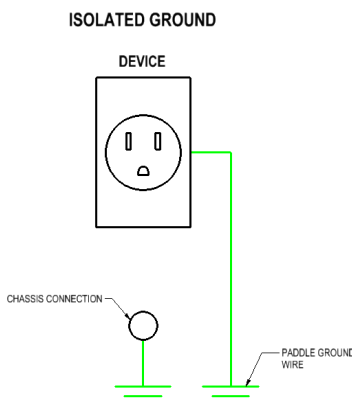 ISOLATED GROUND
DEVICE
CHASSIS CONNECTION
PADDLE GROUND
WIRE